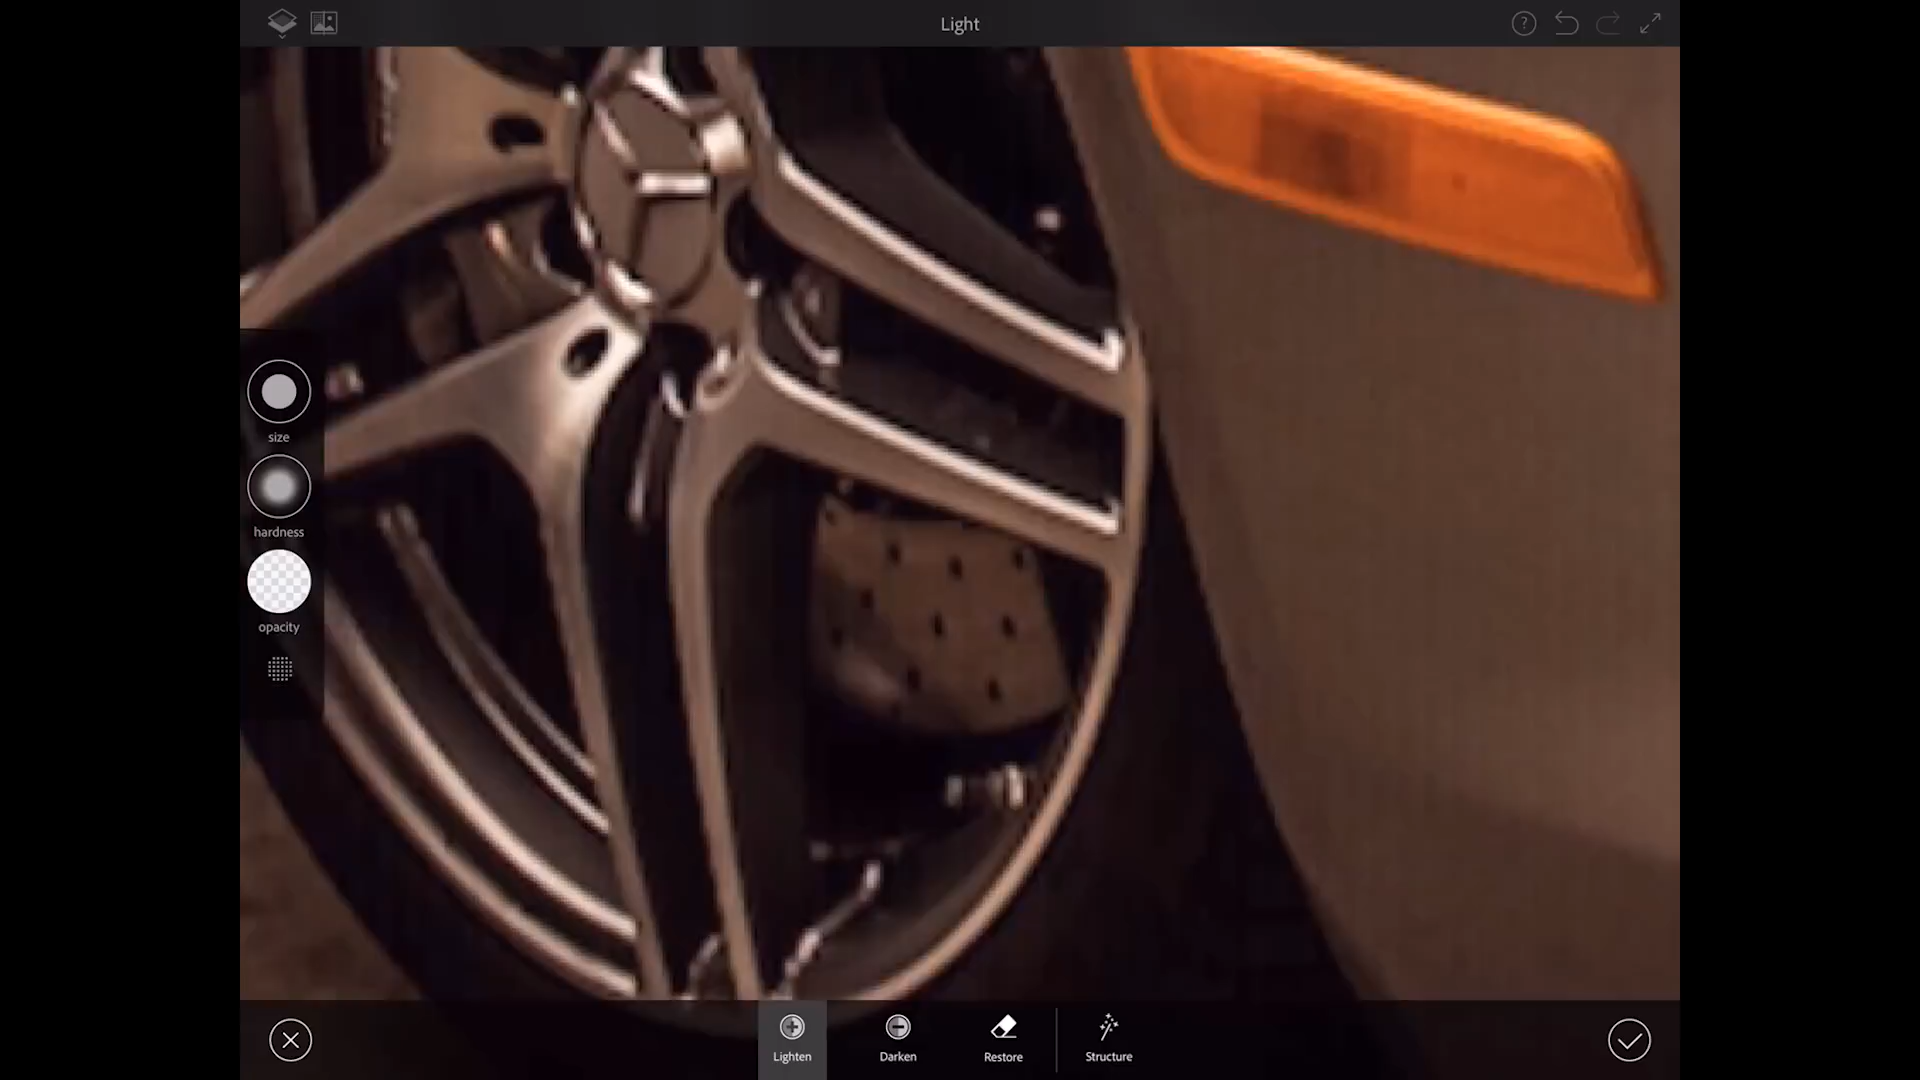 Light
size
hardness
opacity
Lighten
Darken
Restore
Structure